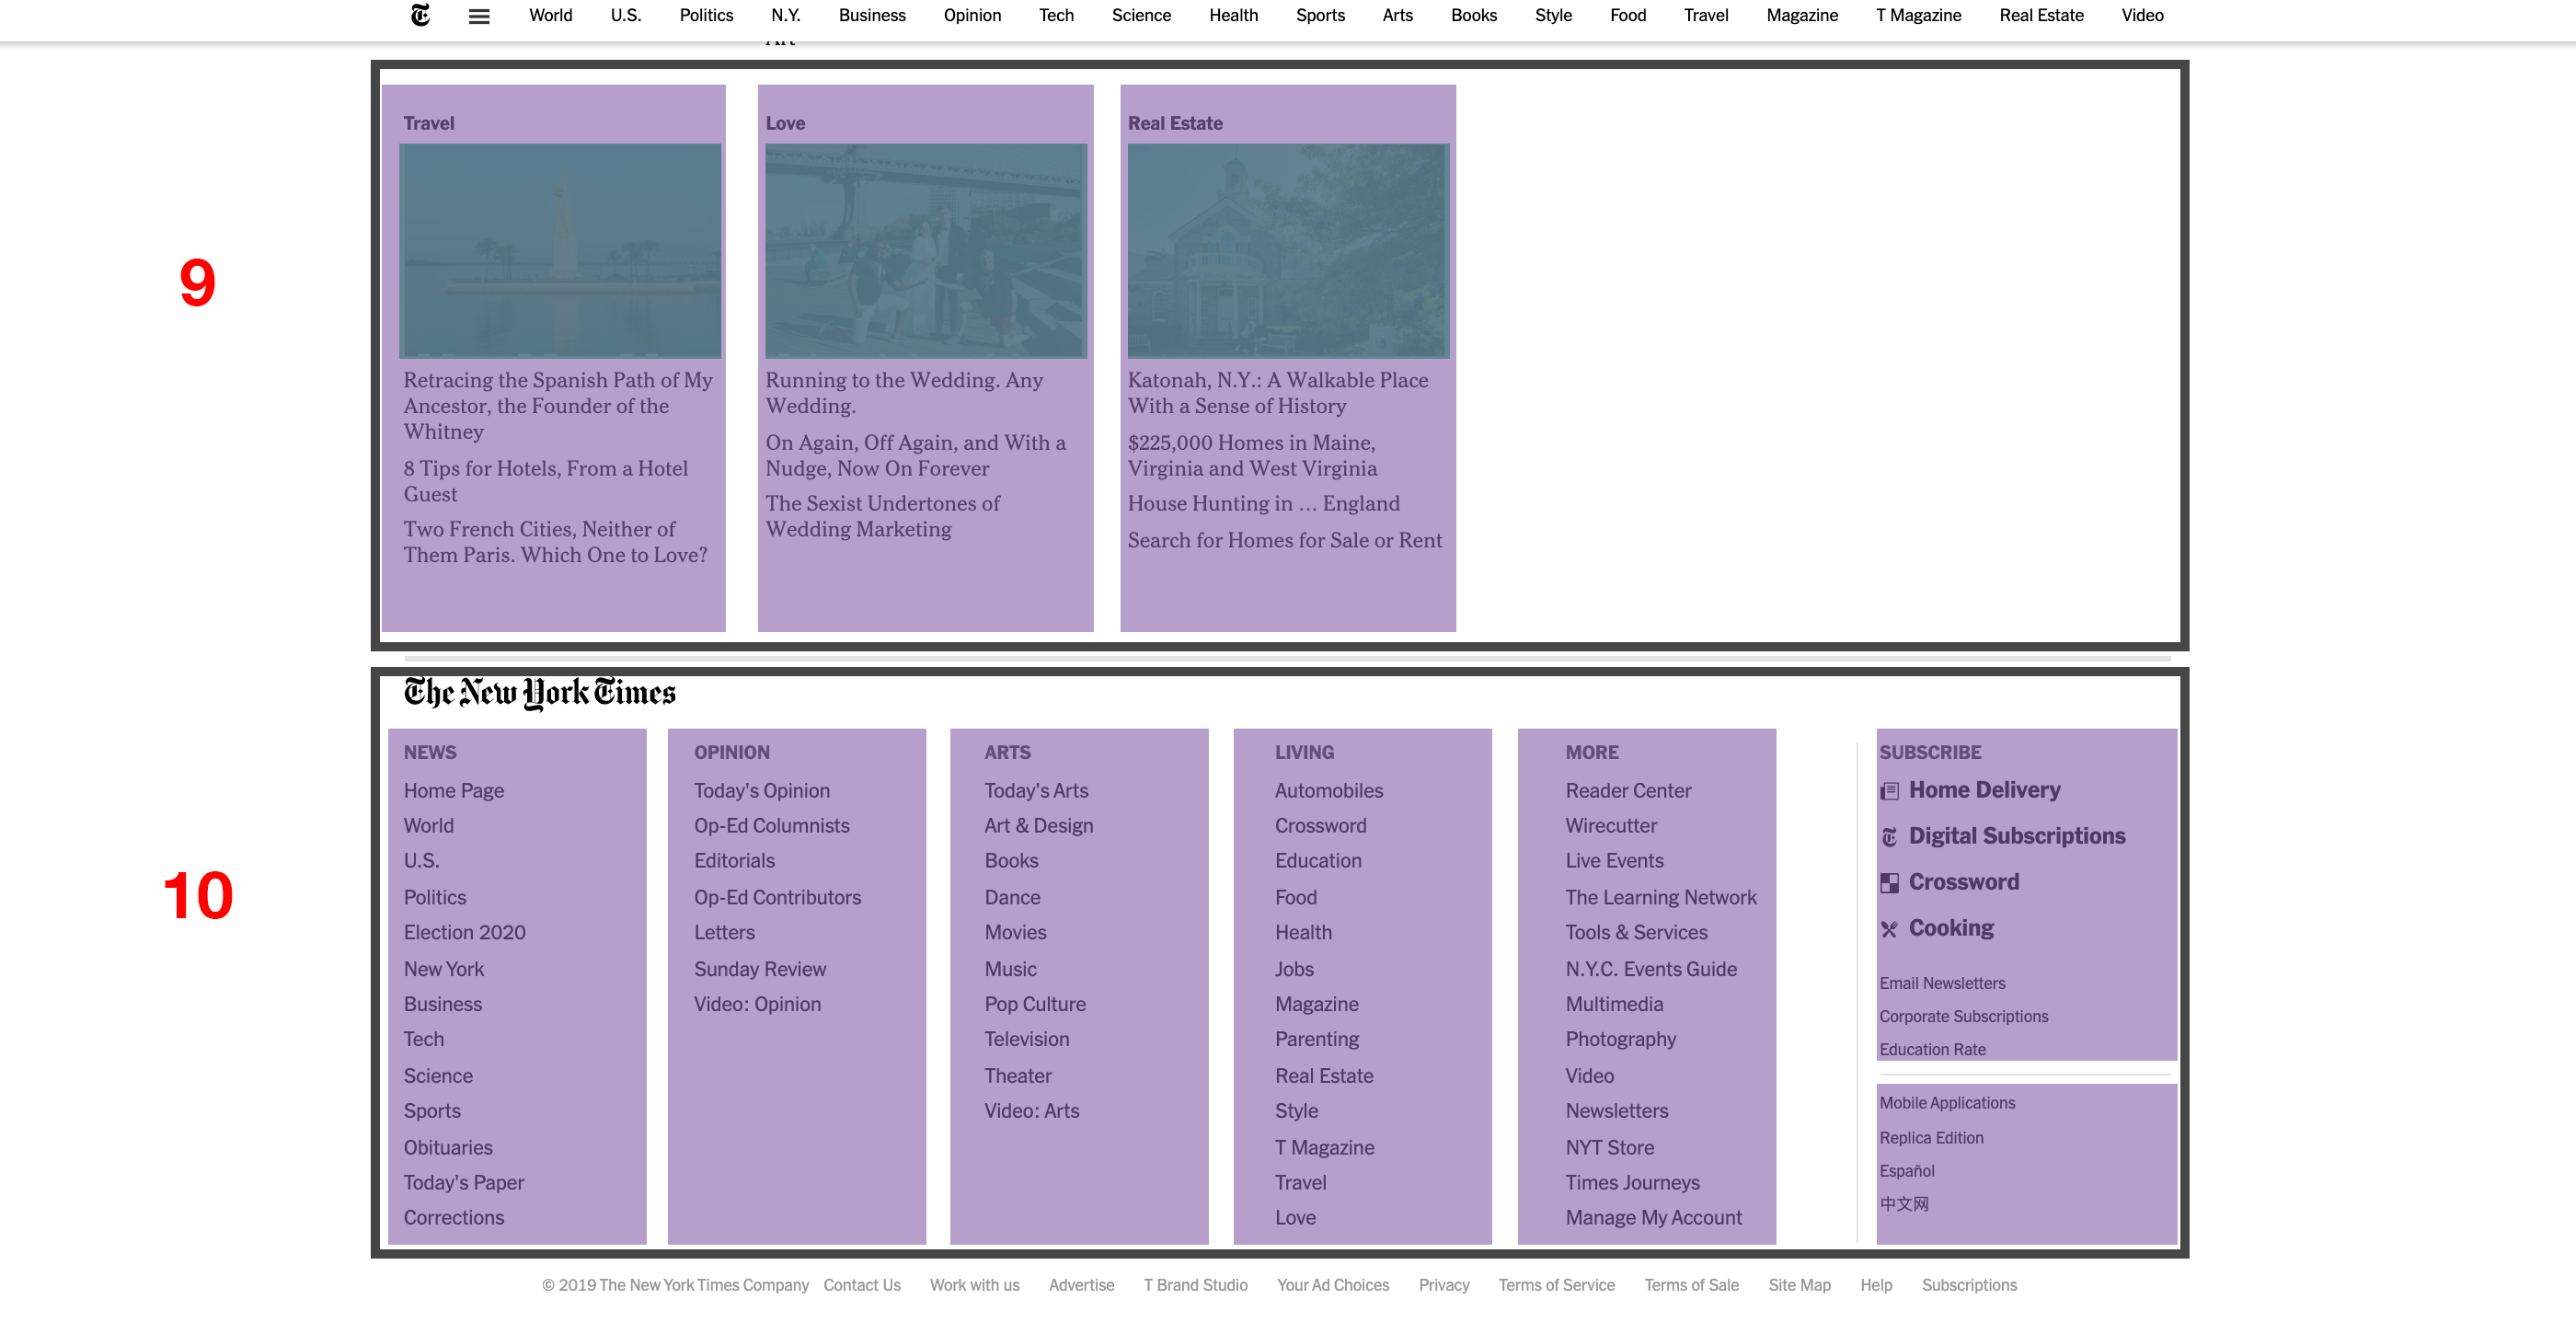 World U.S. Politics N.Y. Business Opinion Tech Science Health Sports Arts Books Style Food Travel Magazine T Magazine Real Estate Video
9
Travel
Retracing the Spanish Path of My
Ancestor, the Founder of the
Whitney
8 Tips for Hotels, From a Hotel
Guest
Two French Cities, Neither of
Them Paris. Which One to Love?
Love
Running to the Wedding. Any
Wedding.
On Again, Off Again, and With a
Nudge, Now On Forever
The Sexist Undertones of
Wedding Marketing
Real Estate
Katonah, N.Y.: A Walkable Place
With a Sense of History
$225,000 Homes in Maine,
Virginia and West Virginia
House Hunting in … England
Search for Homes for Sale or Rent
10
The New York Times
NEWS
Home Page
World
U.S.
Politics
Election 2020
New York
Business
Tech
Science
Sports
Obituaries
Today's Paper
Corrections
OPINION
Today's Opinion
Op-Ed Columnists
Editorials
Op-Ed Contributors
Letters
Sunday Review
Video: Opinion
ARTS
Today's Arts
Art & Design
Books
Dance
Movies
Music
Pop Culture
Television
Theater
Video: Arts
LIVING
Automobiles
Crossword
Education
Food
Health
Jobs
Magazine
Parenting
Real Estate
Style
T Magazine
Travel
Love
MORE
Reader Center
Wirecutter
Live Events
The Learning Network
Tools & Services
N.Y.C. Events Guide
Multimedia
Photography
Video
Newsletters
NYT Store
Times Journeys
Manage My Account
SUBSCRIBE
Home Delivery
Digital Subscriptions
Crossword
Cooking
Email Newsletters
Corporate Subscriptions
Education Rate
Mobile Applications
Replica Edition
Español
中文网
© 2019 The New York Times Company Contact Us Work with us Advertise T Brand Studio Your Ad Choices Privacy Terms of Service Terms of Sale Site Map Help Subscriptions